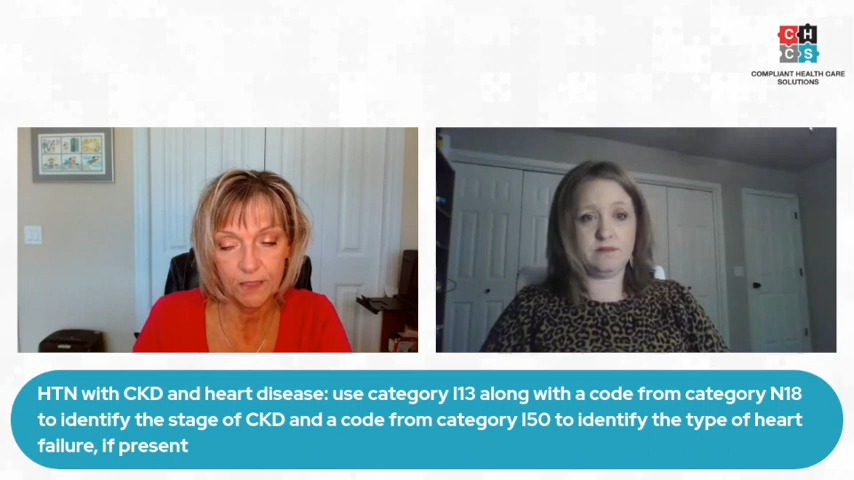 C H
C S
COMPLIANT HEALTH CARE
SOLUTIONS
HTN with CKD and heart disease: use category I13 along with a code from category N18
to identify the stage of CKD and a code from category I50 to identify the type of heart
failure, if present